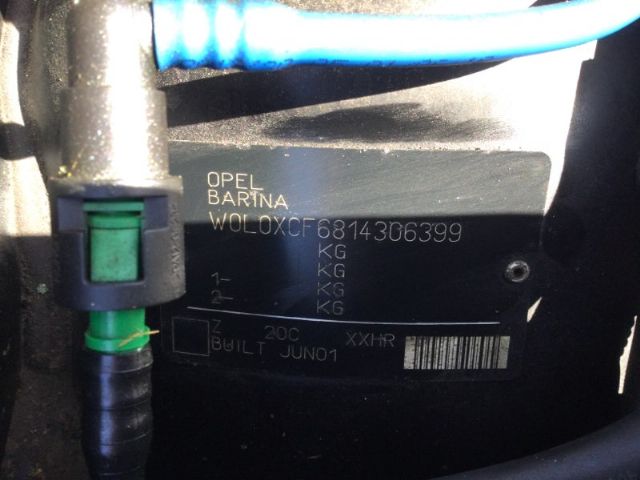 OPEL
BARINA
W0L0XCF6814306399
KG
KG
1- KG
2- KG
Z 20C XXHR
BUILT JUN01